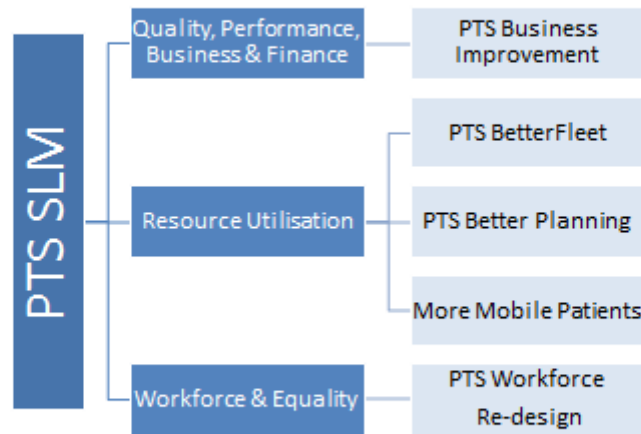 PTS SLM
Quality, Performance,
Business & Finance
PTS Business
Improvement
Resource Utilisation
PTS BetterFleet
PTS Better Planning
More Mobile Patients
Workforce & Equality
PTS Workforce
Re-design